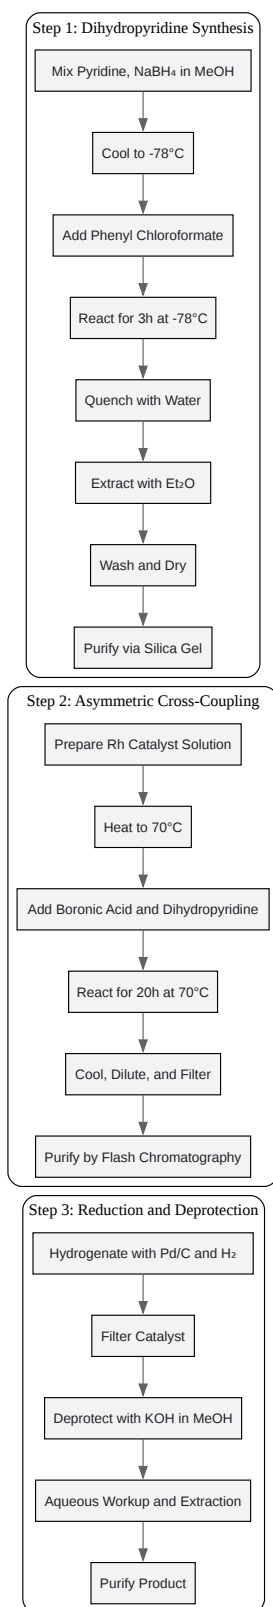 Step 1: Dihydropyridine Synthesis
Mix Pyridine, NaBH₄ in MeOH
Cool to -78°C
Add Phenyl Chloroformate
React for 3h at -78°C
Quench with Water
Extract with Et₂O
Wash and Dry
Purify via Silica Gel
Step 2: Asymmetric Cross-Coupling
Prepare Rh Catalyst Solution
Heat to 70°C
Add Boronic Acid and Dihydropyridine
React for 20h at 70°C
Cool, Dilute, and Filter
Purify by Flash Chromatography
Step 3: Reduction and Deprotection
Hydrogenate with Pd/C and H₂
Filter Catalyst
Deprotect with KOH in MeOH
Aqueous Workup and Extraction
Purify Product